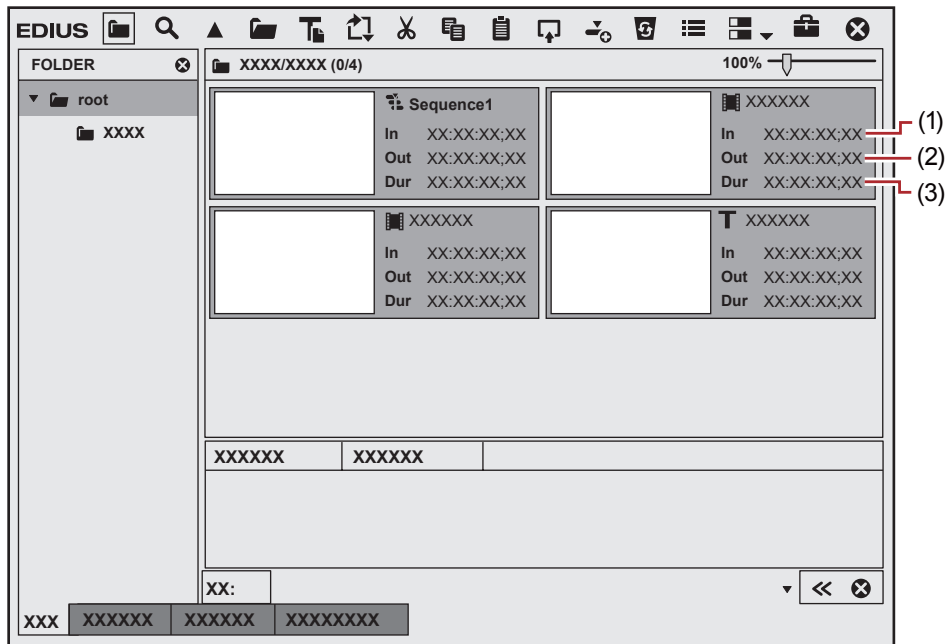 EDIUS
FOLDER
XXXX/XXXX (0/4)
100%
root
XXXX
Sequence1
In XX:XX:XX;XX
Out XX:XX:XX;XX
Dur XX:XX:XX;XX
XXXXXX
In XX:XX:XX;XX
Out XX:XX:XX;XX
Dur XX:XX:XX;XX
(1)
(2)
(3)
XXXXXX
In XX:XX:XX;XX
Out XX:XX:XX;XX
Dur XX:XX:XX;XX
T XXXXXX
In XX:XX:XX;XX
Out XX:XX:XX;XX
Dur XX:XX:XX;XX
XXXXXX XXXXXX
XX:
XXX XXXXXX XXXXXX XXXXXXXX